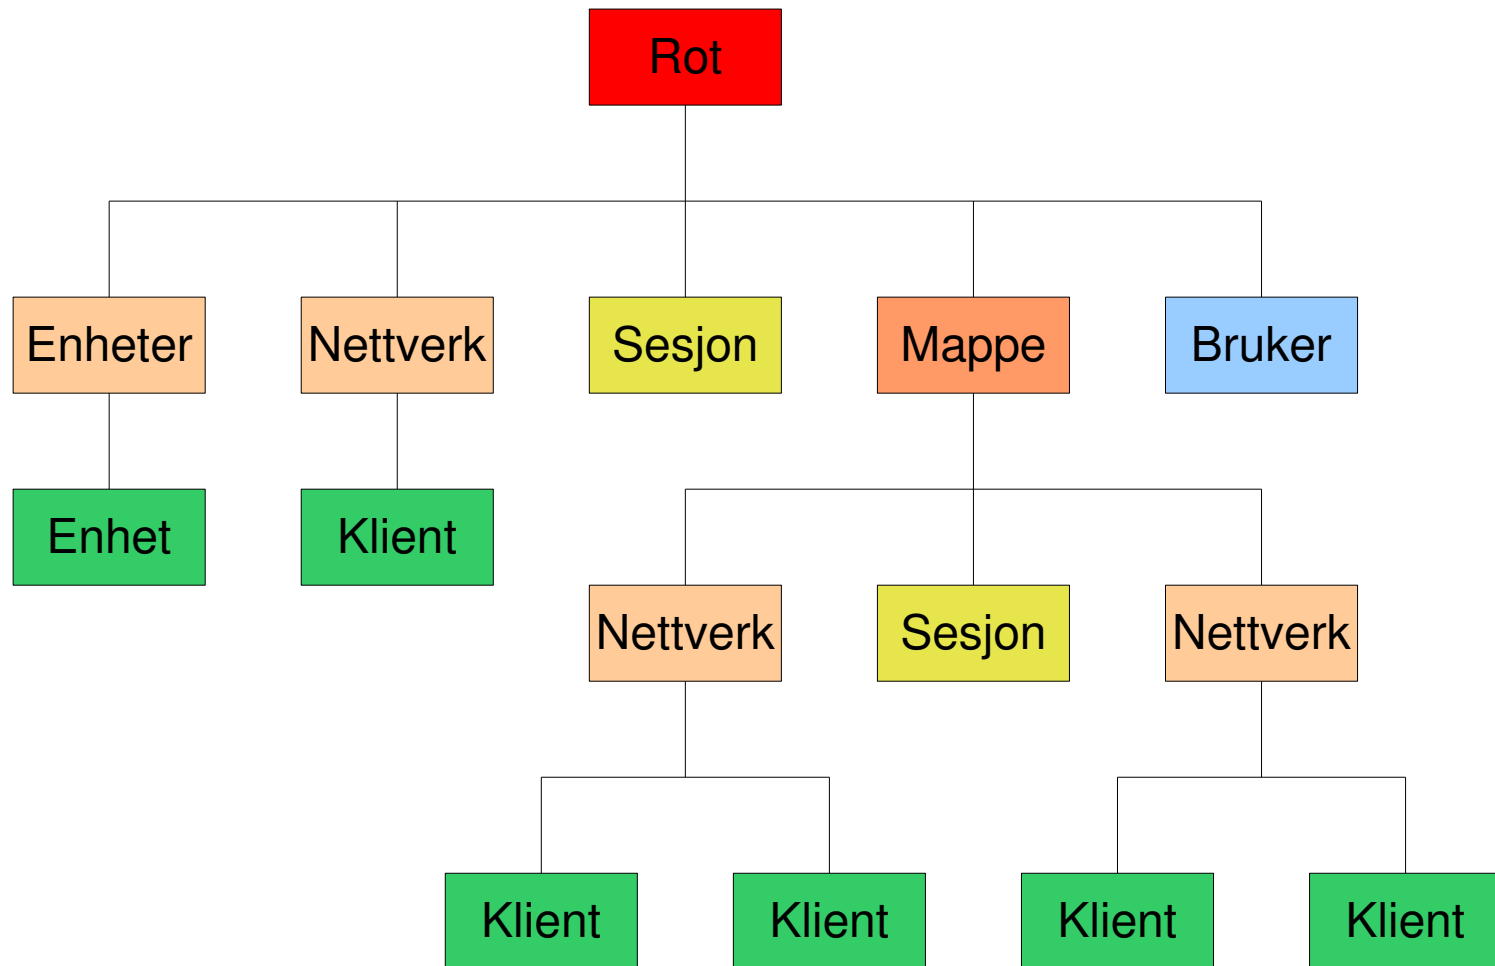 Rot
Enheter
Nettverk
Sesjon
Mappe
Bruker
Enhet
Klient
Nettverk
Sesjon
Nettverk
Klient
Klient
Klient
Klient